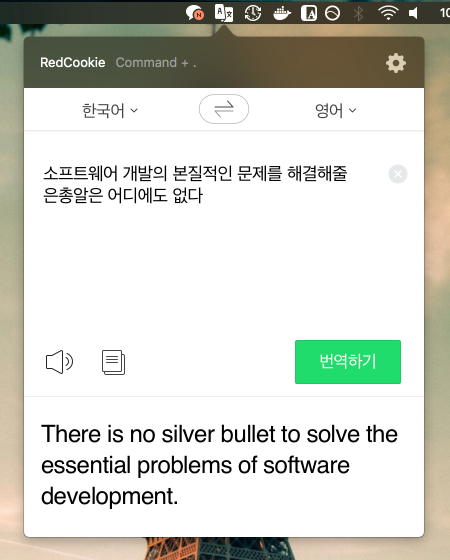 N A 10
RedCookie Command + .
한국어 영어
소프트웨어 개발의 본질적인 문제를 해결해줄
은총알은 어디에도 없다
번역하기
There is no silver bullet to solve the
essential problems of software
development.